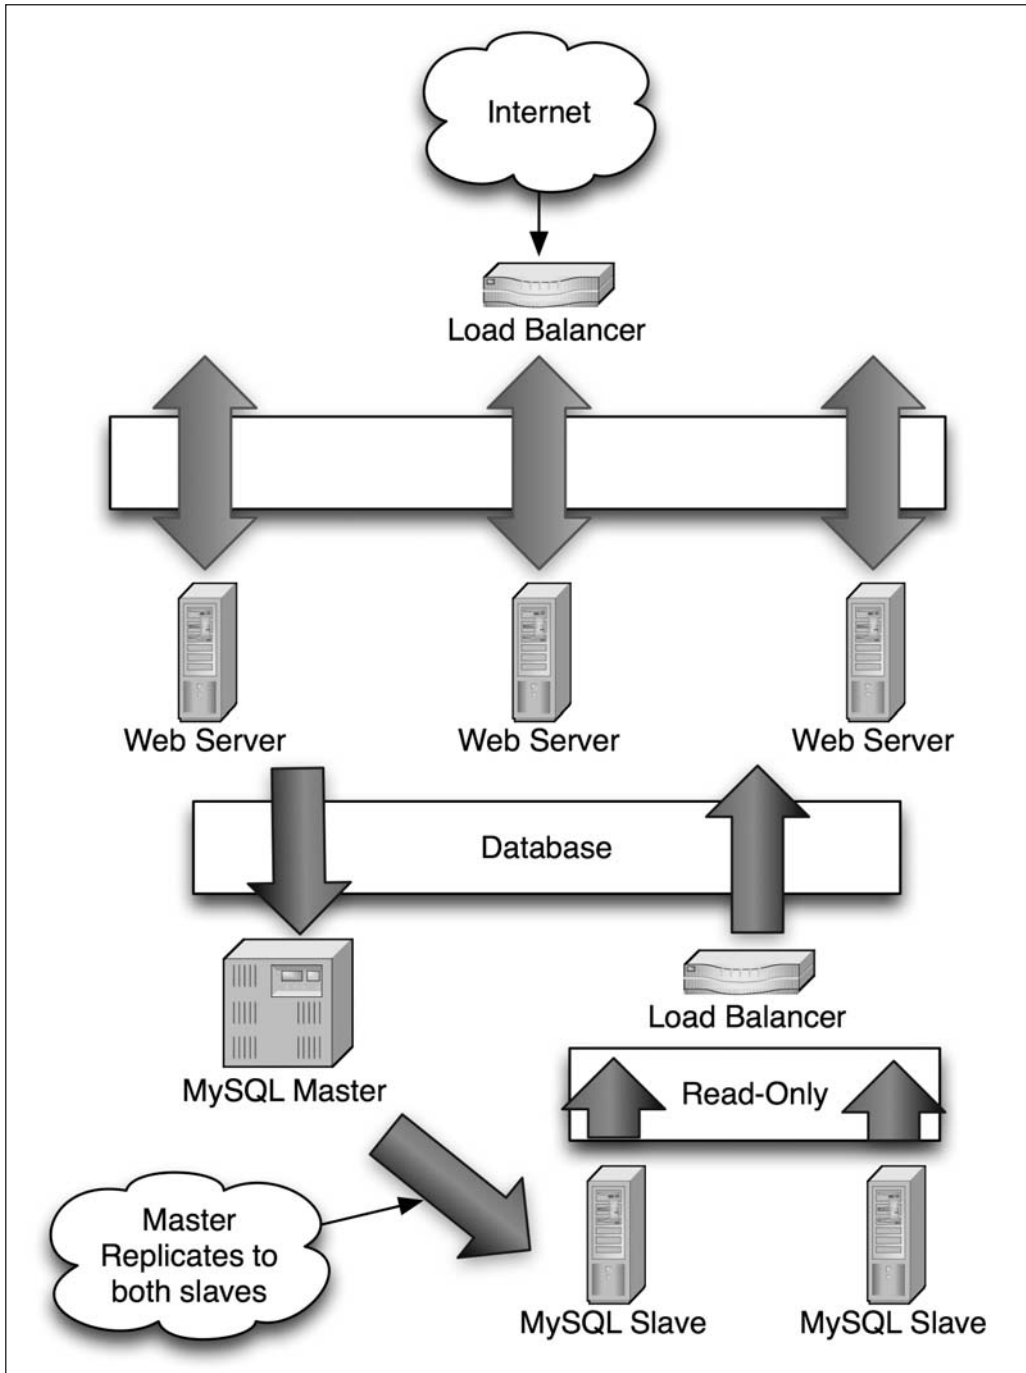 Internet
Load Balancer
Web Server
Web Server
Web Server
Database
MySQL Master
Load Balancer
Read-Only
Master
Replicates to
both slaves
MySQL Slave
MySQL Slave